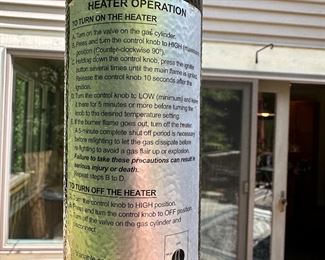 HEATER OPERATION
TO TURN ON THE HEATER
A. Turn on the valve on the gas cylinder.
B. Press and turn the control knob to HIGH (maximum)
position (Counter-clockwise 90°).
C. Holding down the control knob, press the igniter
button several times until the main flame is ignited.
Release the control knob 10 seconds after the
ignition.
D. Turn the control knob to LOW (minimum) and leave
it there for 5 minutes or more before turning the
knob to the desired temperature setting.
E. If the burner flame goes out, turn off the heater.
A 5-minute complete shut off period is necessary
before relighting to let the gas dissipate before
re-lighting to avoid a gas flair up or explosion.
Failure to take these precautions can result in
serious injury or death.
Repeat steps B to D.
TO TURN OFF THE HEATER
A. Turn the control knob to HIGH position.
B. Press and turn the control knob to OFF position.
C. Turn off the valve on the gas cylinder and
disconnect